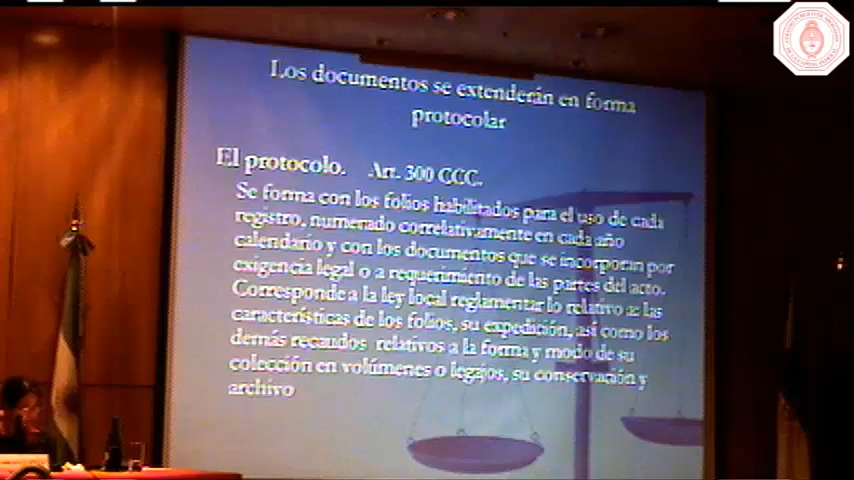 Los documentos se extenderán en forma
protocolar
El protocolo. Art. 300 CCC.
Se forma con los folios habilitados para el uso de cada
registro, numerado correlativamente en cada año
calendario y con los documentos que se incorporan por
exigencia legal o a requerimiento de las partes del acto.
Corresponde a la ley local reglamentar lo relativo a: las
características de los folios, su expedición, así como los
demás recaudos relativos a la forma y modo de su
colección en volúmenes o legajos, su conservación y
archivo